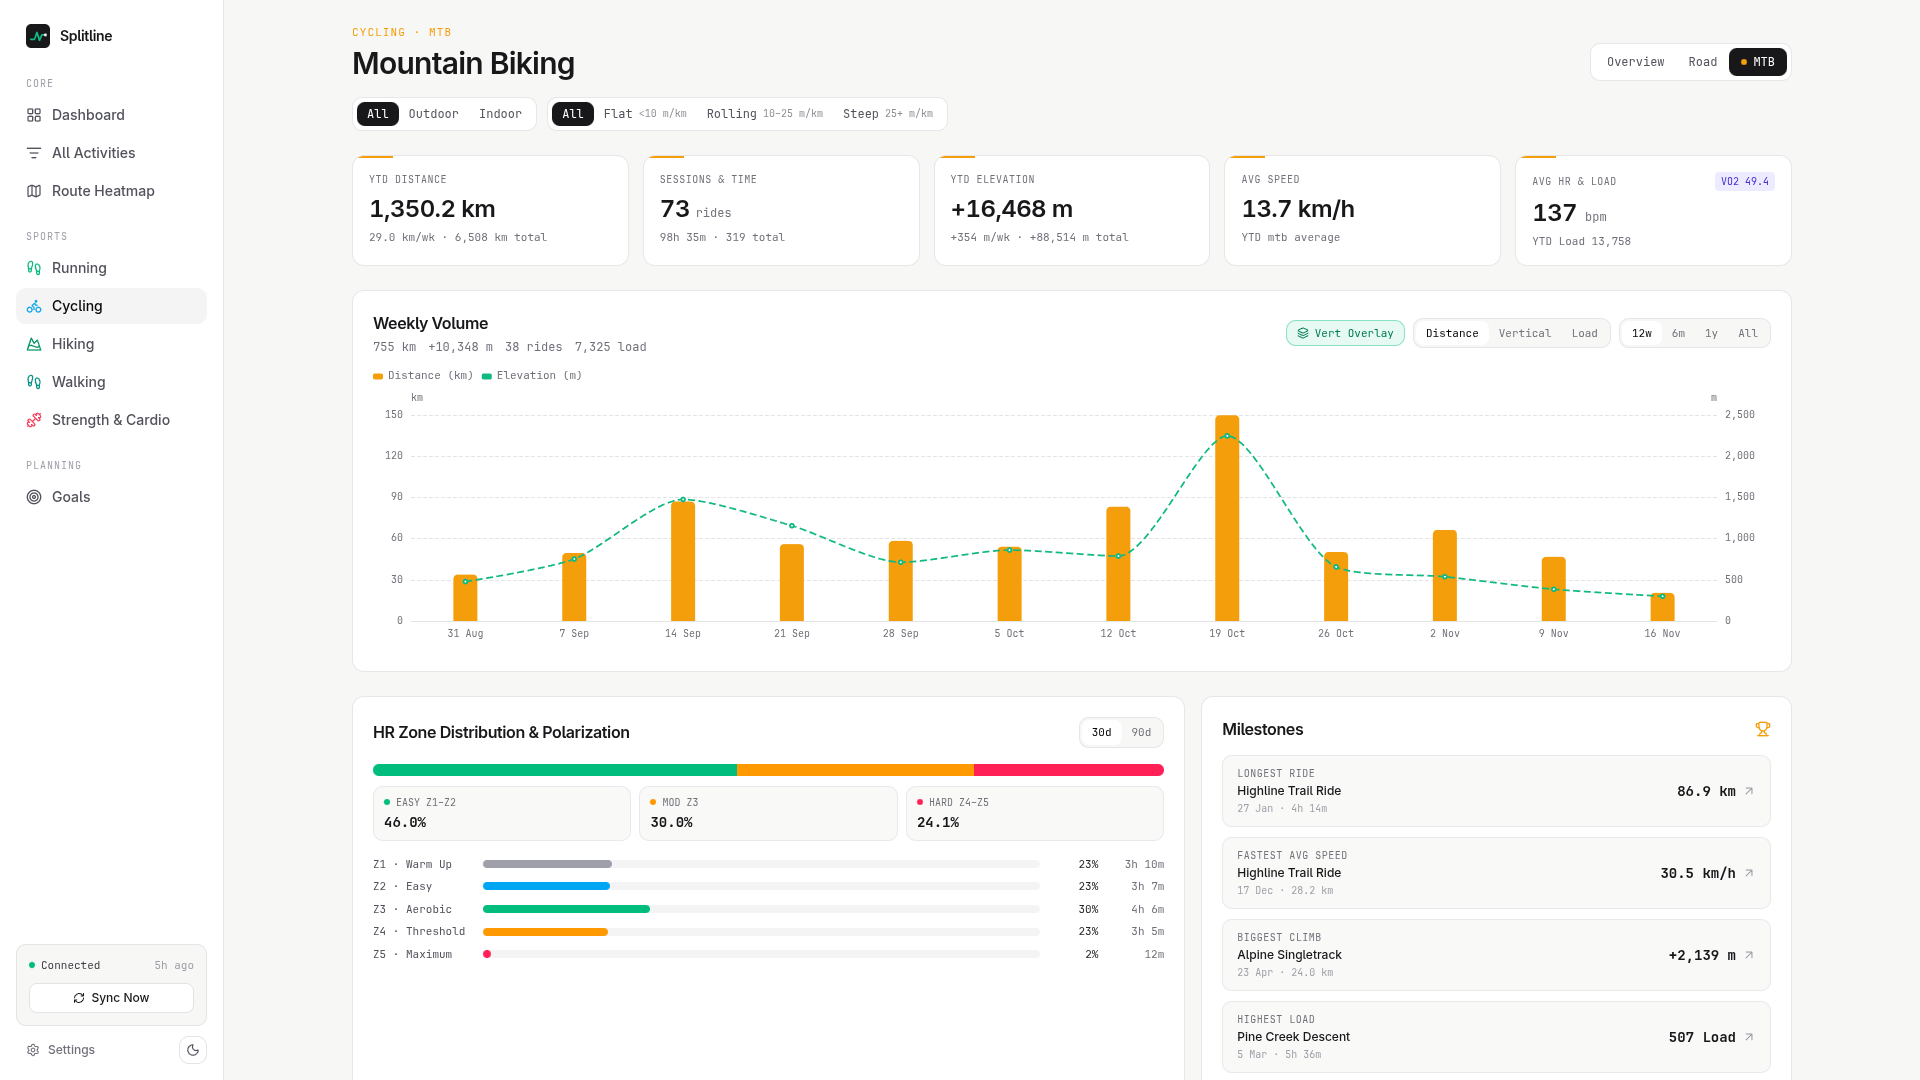 Splitline
CORE
Dashboard
All Activities
Route Heatmap
SPORTS
Running
Cycling
Hiking
Walking
Strength & Cardio
PLANNING
Goals
Connected 5h ago
Sync Now
Settings
CYCLING · MTB
Mountain Biking
Overview Road MTB
All Outdoor Indoor
All Flat <10 m/km Rolling 10–25 m/km Steep 25+ m/km
YTD DISTANCE
1,350.2 km
29.0 km/wk · 6,508 km total
SESSIONS & TIME
73 rides
98h 35m · 319 total
YTD ELEVATION
+16,468 m
+354 m/wk · +88,514 m total
AVG SPEED
13.7 km/h
YTD mtb average
AVG HR & LOAD VO2 49.4
137 bpm
YTD Load 13,758
Weekly Volume
755 km +10,348 m 38 rides 7,325 load
Vert Overlay
Distance Vertical Load
12w 6m 1y All
Distance (km) Elevation (m)
km m
150 2,500
120 2,000
90 1,500
60 1,000
30 500
0 0
31 Aug 7 Sep 14 Sep 21 Sep 28 Sep 5 Oct 12 Oct 19 Oct 26 Oct 2 Nov 9 Nov 16 Nov
HR Zone Distribution & Polarization
30d 90d
EASY Z1–Z2
46.0%
MOD Z3
30.0%
HARD Z4–Z5
24.1%
Z1 · Warm Up 23% 3h 10m
Z2 · Easy 23% 3h 7m
Z3 · Aerobic 30% 4h 6m
Z4 · Threshold 23% 3h 5m
Z5 · Maximum 2% 12m
Milestones
LONGEST RIDE
Highline Trail Ride
27 Jan · 4h 14m
86.9 km
FASTEST AVG SPEED
Highline Trail Ride
17 Dec · 28.2 km
30.5 km/h
BIGGEST CLIMB
Alpine Singletrack
23 Apr · 24.0 km
+2,139 m
HIGHEST LOAD
Pine Creek Descent
5 Mar · 5h 36m
507 Load